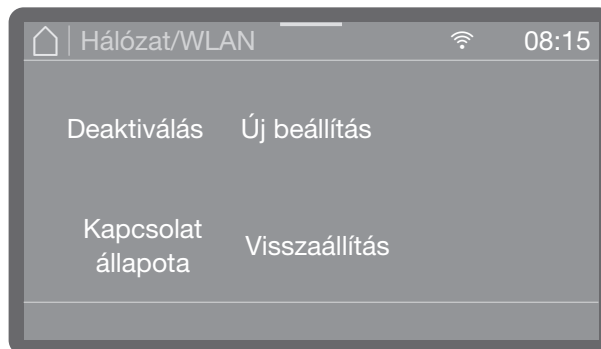 Hálózat/WLAN 08:15
Deaktiválás Új beállítás
Kapcsolat
állapota
Visszaállítás